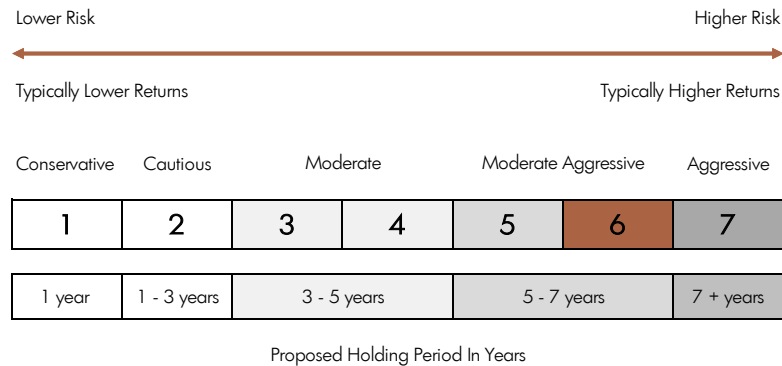 Lower Risk Higher Risk
Typically Lower Returns Typically Higher Returns
Conservative Cautious Moderate Moderate Aggressive Aggressive
1 2 3 4 5 6 7
1 year 1 - 3 years 3 - 5 years 5 - 7 years 7 + years
Proposed Holding Period In Years